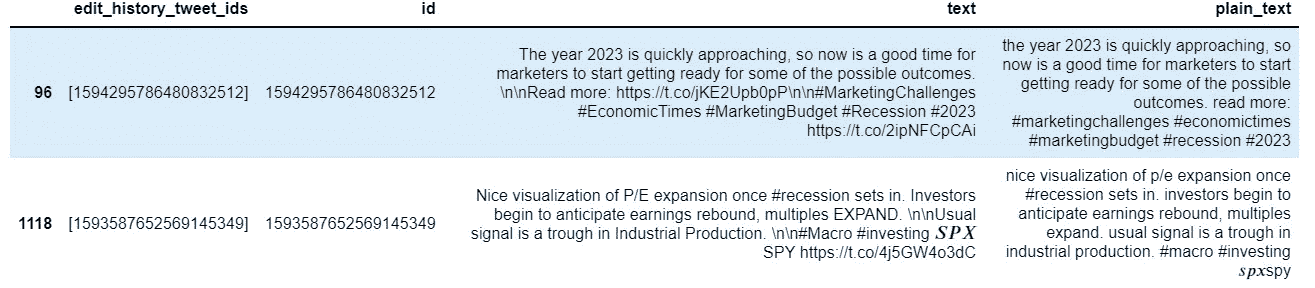 edit_history_tweet_ids id text plain_text
96 [1594295786480832512] 1594295786480832512
The year 2023 is quickly approaching, so now is a good time for
marketers to start getting ready for some of the possible outcomes.
\n\nRead more: https://t.co/jKE2Upb0pP\n\n#MarketingChallenges
#EconomicTimes #MarketingBudget #Recession #2023
https://t.co/2ipNFCpCAi
the year 2023 is quickly approaching, so
now is a good time for marketers to start
getting ready for some of the possible
outcomes. read more:
#marketingchallenges #economictimes
#marketingbudget #recession #2023
1118 [1593587652569145349] 1593587652569145349
Nice visualization of P/E expansion once #recession sets in. Investors
begin to anticipate earnings rebound, multiples EXPAND. \n\nUsual
signal is a trough in Industrial Production. \n\n#Macro #investing SPX
SPY https://t.co/4j5GW4o3dC
nice visualization of p/e expansion once
#recession sets in. investors begin to
anticipate earnings rebound, multiples
expand. usual signal is a trough in
industrial production. #macro #investing
spxspy